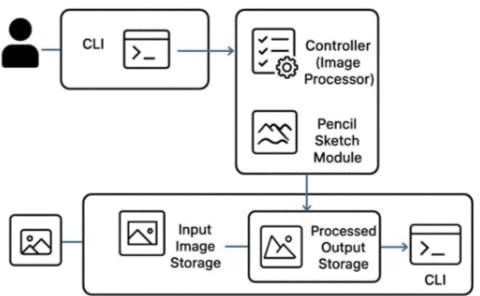 CLI
Controller
(Image
Processor)
Pencil
Sketch
Module
Input
Image
Storage
Processed
Output
Storage
CLI